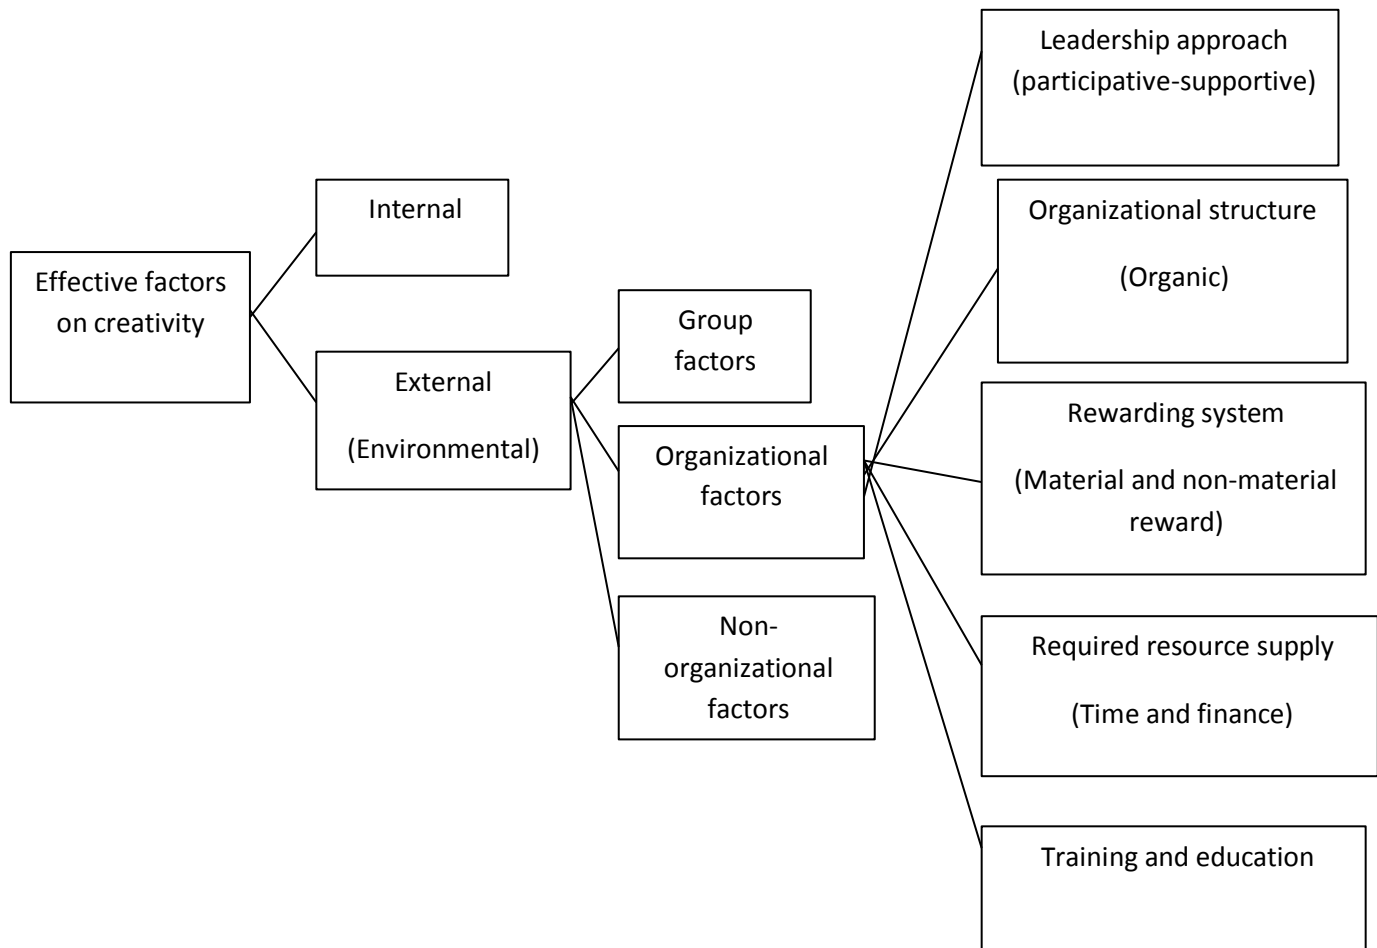 Effective factors
on creativity
Internal
External
(Environmental)
Group
factors
Organizational
factors
Non-
organizational
factors
Leadership approach
(participative-supportive)
Organizational structure
(Organic)
Rewarding system
(Material and non-material
reward)
Required resource supply
(Time and finance)
Training and education